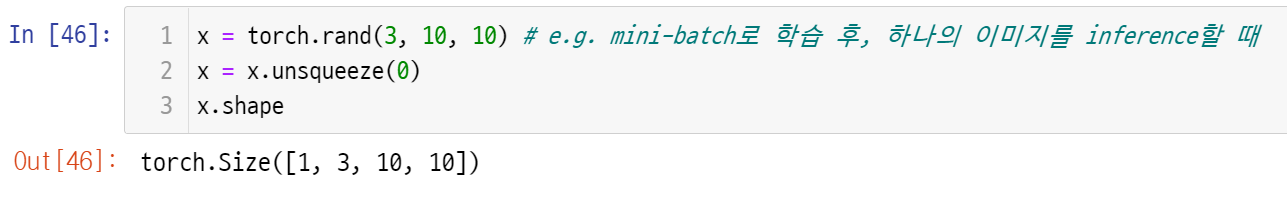 In [46]: 1 x = torch.rand(3, 10, 10) # e.g. mini-batch로 학습 후, 하나의 이미지를 inference할 때
2 x = x.unsqueeze(0)
3 x.shape
Out[46]: torch.Size([1, 3, 10, 10])